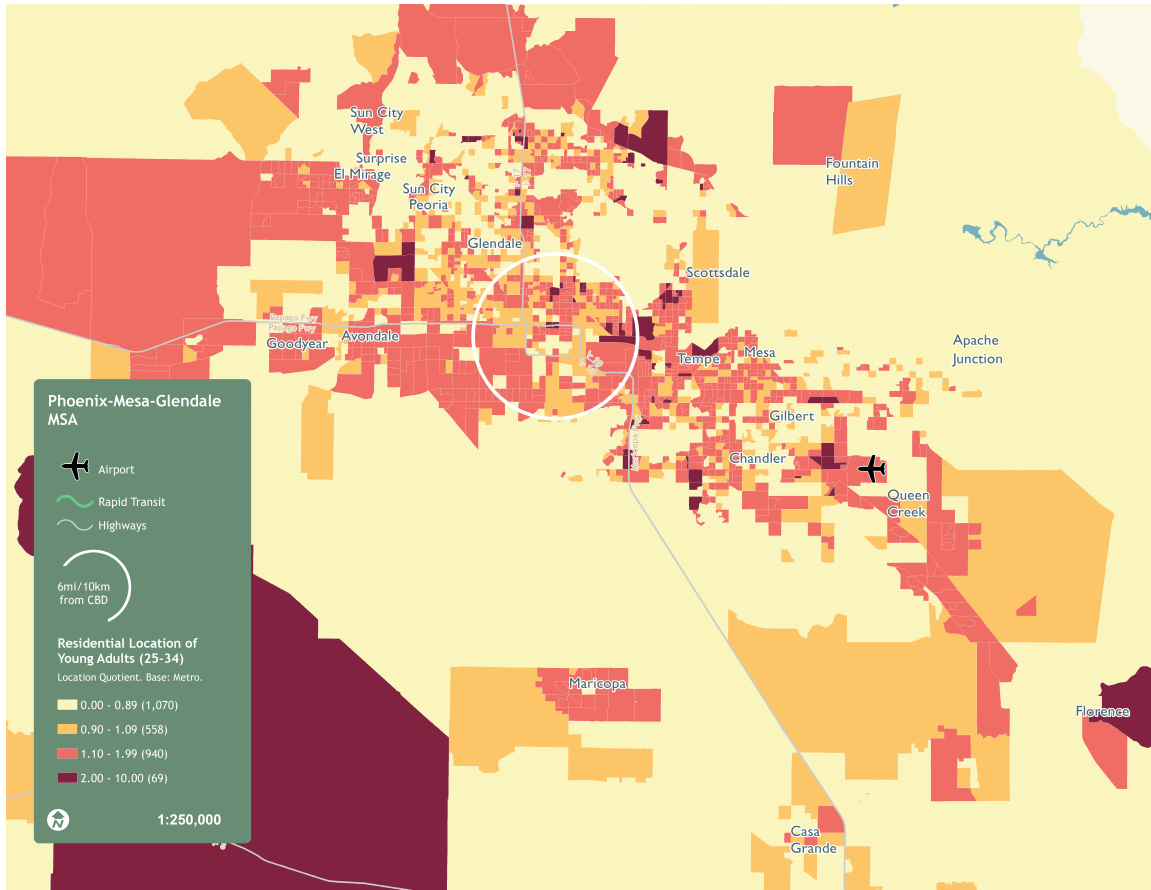 Sun City
West
Surprise
El Mirage
Sun City
Peoria
Fountain
Hills
Glendale
Scottsdale
Papago Fwy
Papago Fwy
Goodyear
Avondale
Tempe
Mesa
Apache
Junction
Gilbert
Chandler
Queen
Creek
Maricopa
Florence
Casa
Grande
Phoenix-Mesa-Glendale
MSA
Airport
Rapid Transit
Highways
6mi/10km
from CBD
Residential Location of
Young Adults (25-34)
Location Quotient. Base: Metro.
0.00 - 0.89 (1,070)
0.90 - 1.09 (558)
1.10 - 1.99 (940)
2.00 - 10.00 (69)
N
1:250,000